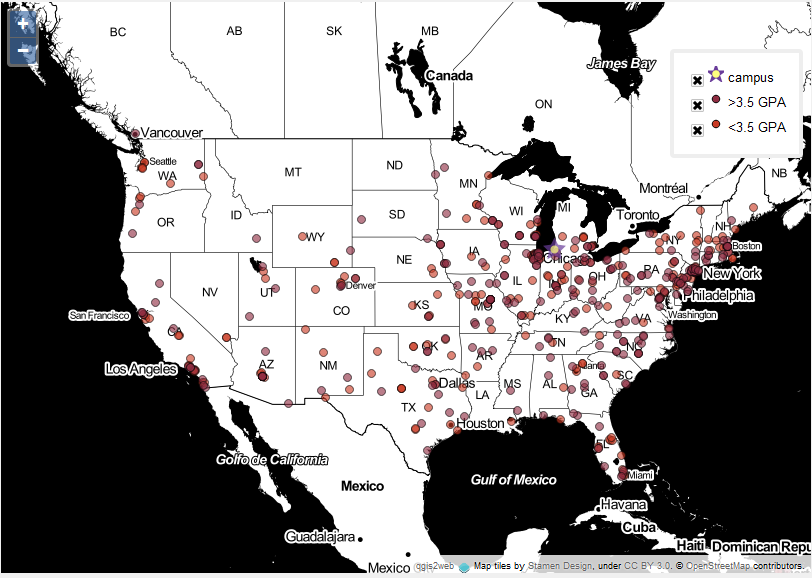 +
−
BC
AB
SK
MB
James Bay
Canada
ON
campus
>3.5 GPA
<3.5 GPA
NB
Vancouver
Seattle
WA
MT
ND
MN
WI
MI
Montréal
Toronto
NH
Boston
NY
OR
ID
WY
SD
IA
Chicag
NE
UT
Denver
CO
NV
IL
OH
PA
New York
Philadelphia
Washington
San Francisco
CA
KS
MO
KY
VA
Los Angeles
AZ
NM
OK
AR
TN
NC
SC
Dallas
TX
LA
MS
AL
GA
Houston
FL
Miami
Golfo de California
Mexico
Gulf of Mexico
Havana
Cuba
Guadalajara
Haiti
Dominican Repu
Mexico
qgis2web
Map tiles by Stamen Design, under CC BY 3.0. © OpenStreetMap contributors.